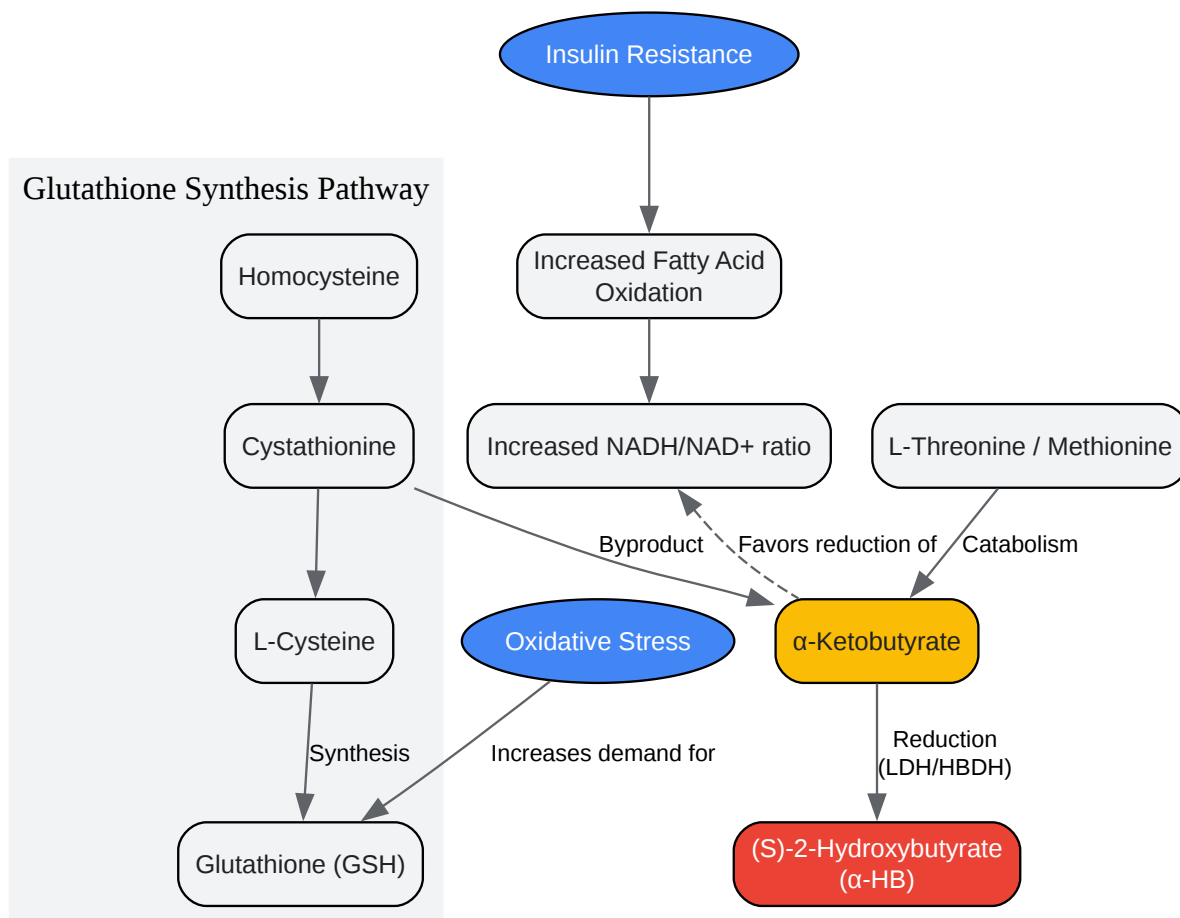 Insulin Resistance
Glutathione Synthesis Pathway
Homocysteine
Increased Fatty Acid
Oxidation
Cystathionine
Increased NADH/NAD+ ratio
L-Threonine / Methionine
Byproduct
Favors reduction of
Catabolism
L-Cysteine
Oxidative Stress
α-Ketobutyrate
Synthesis
Increases demand for
Reduction
(LDH/HBDH)
Glutathione (GSH)
(S)-2-Hydroxybutyrate
(α-HB)